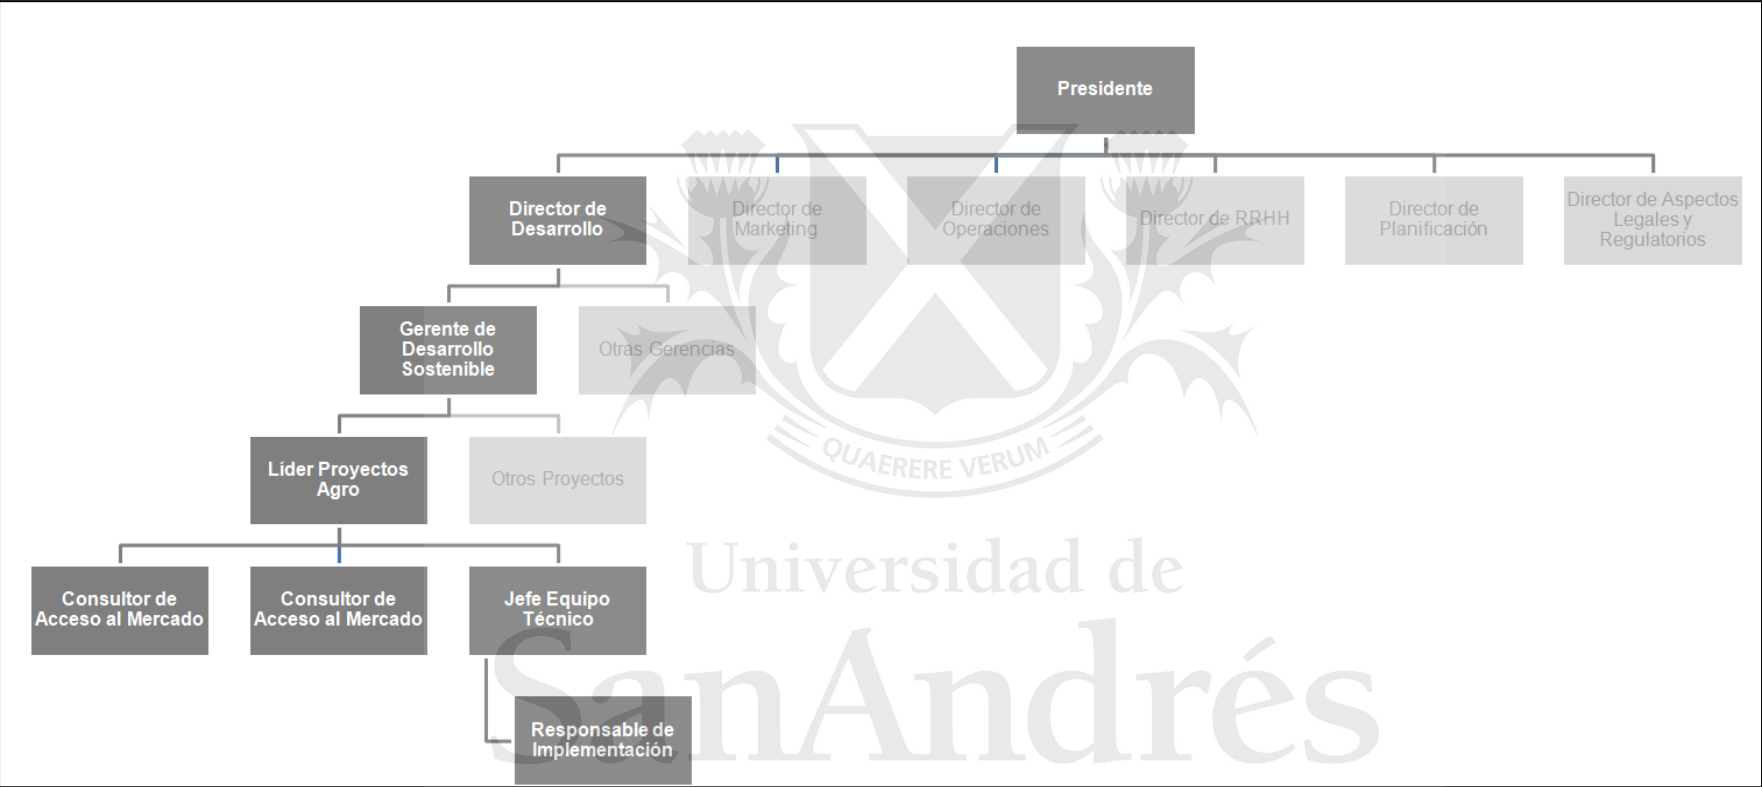 Presidente
Director de
Desarrollo
Director de
Marketing
Director de
Operaciones
Director de RRHH
Director de
Planificación
Director de Aspectos
Legales y
Regulatorios
Gerente de
Desarrollo
Sostenible
Otras Gerencias
Líder Proyectos
Agro
Otros Proyectos
QUAERERE VERUM
Consultor de
Acceso al Mercado
Consultor de
Acceso al Mercado
Jefe Equipo
Técnico
Responsable de
Implementación
Universidad de
SanAndrés